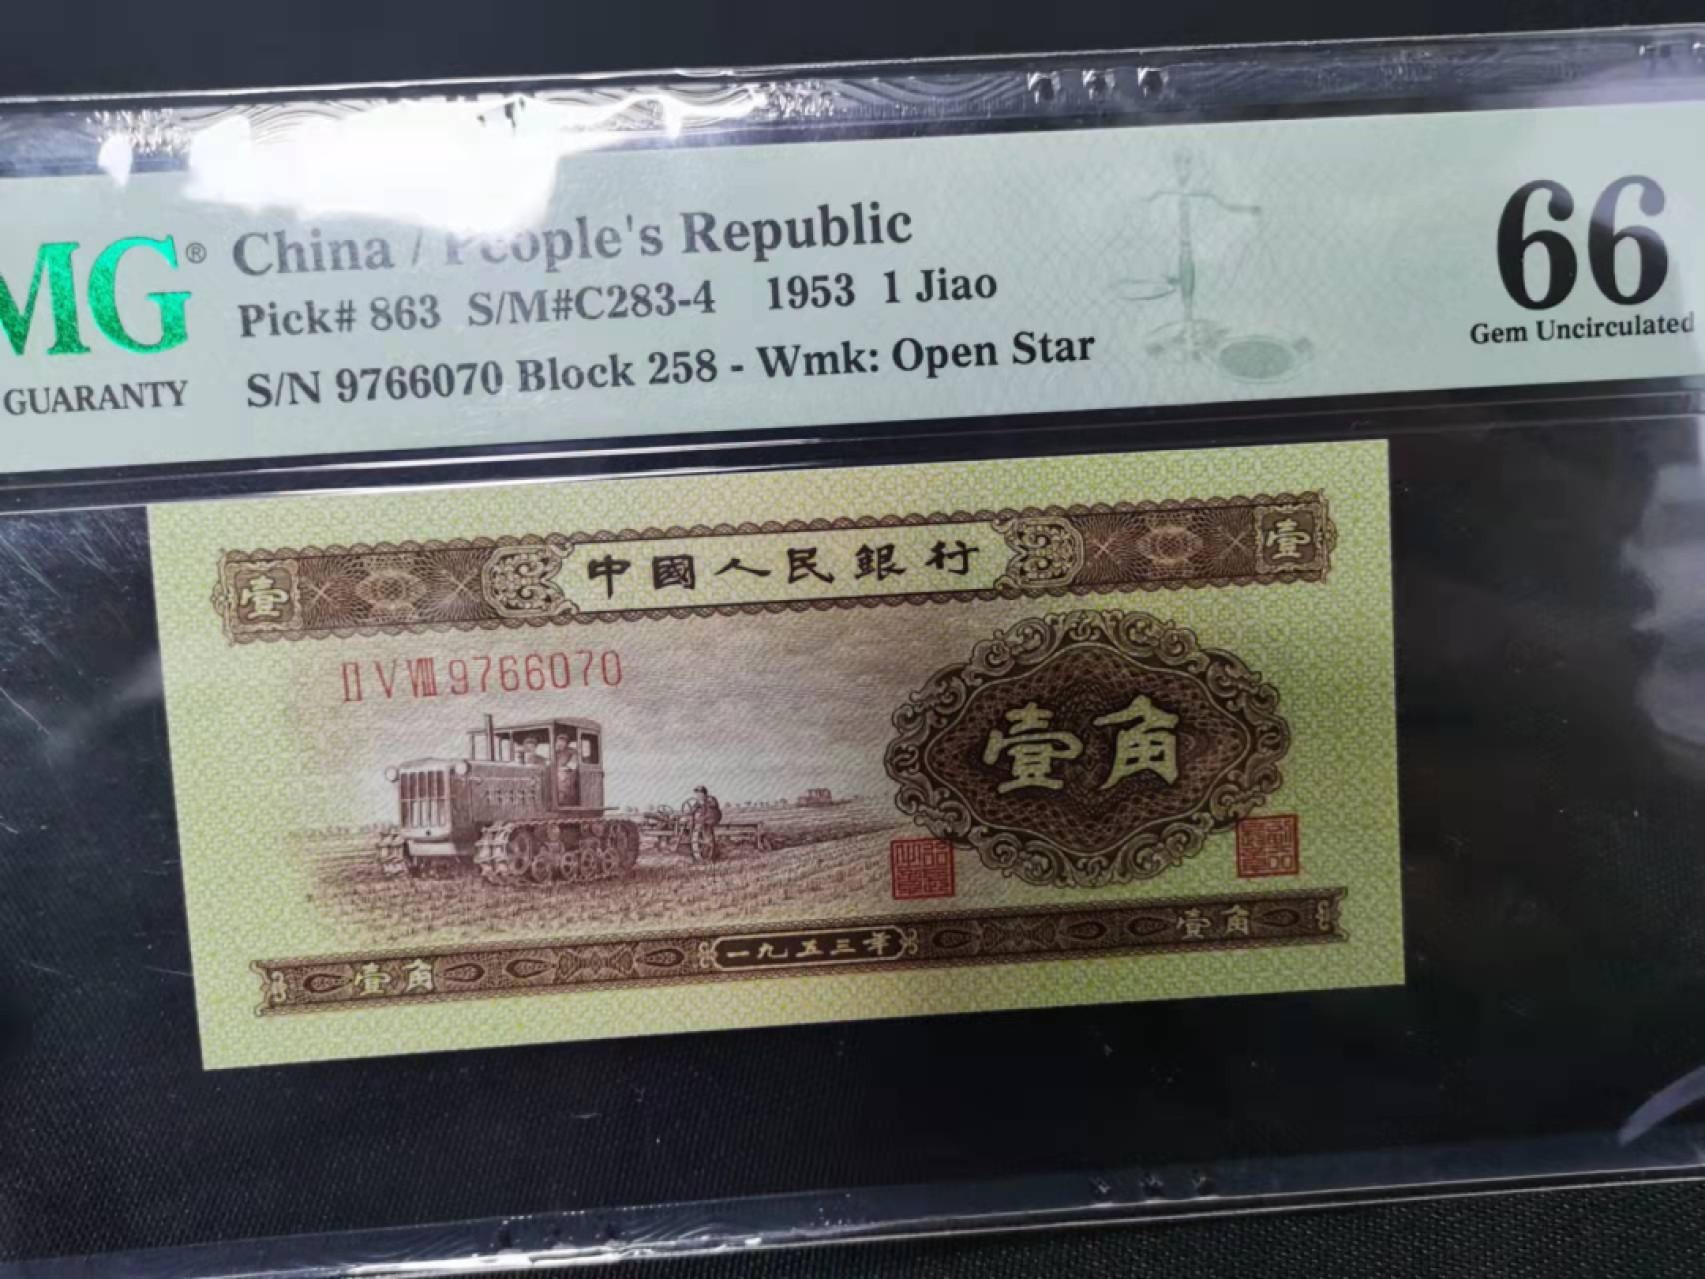 China / People's Republic
Pick# 863 S/M#C283-4 1953 1 Jiao
S/N 9766070 Block 258 - Wmk: Open Star
MG®
GUARANTY
66
Gem Uncirculated
壹 中國人民銀行 壹
II V VIII 9766070
壹角
壹角 一九五三年 壹角